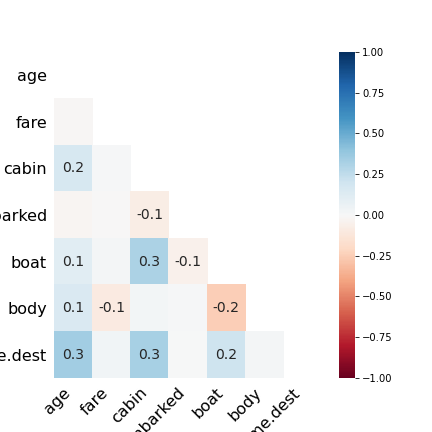 age
fare
cabin
0.2
barked
-0.1
boat
0.1
0.3
-0.1
body
0.1
-0.1
-0.2
e.dest
0.3
0.3
0.2
age
fare
cabin
mbarked
boat
body
me.dest
1.00
0.75
0.50
0.25
0.00
−0.25
−0.50
−0.75
−1.00